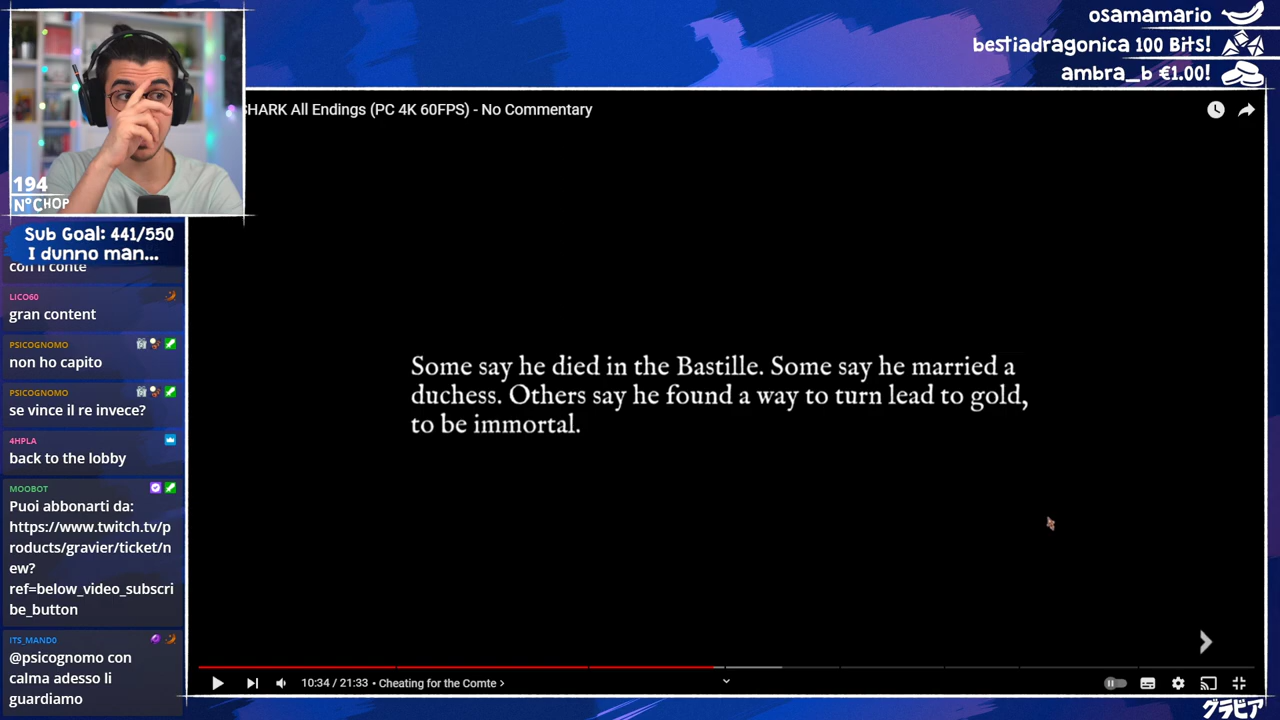 osamamario
bestiadragonica 100 Bits!
ambra_b €1.00!
SHARK All Endings (PC 4K 60FPS) - No Commentary
194
N°CHOP
Sub Goal: 441/550
I dunno man...
con il conte
LICO60
gran content
PSICOGNOMO
non ho capito
PSICOGNOMO
se vince il re invece?
4HPLA
back to the lobby
MOOBOT
Puoi abbonarti da:
https://www.twitch.tv/p
roducts/gravier/ticket/n
ew?
ref=below_video_subscri
be_button
ITS_MAND0
@psicognomo con
calma adesso li
guardiamo
Some say he died in the Bastille. Some say he married a
duchess. Others say he found a way to turn lead to gold,
to be immortal.
10:34 / 21:33 • Cheating for the Comte >
グラビア